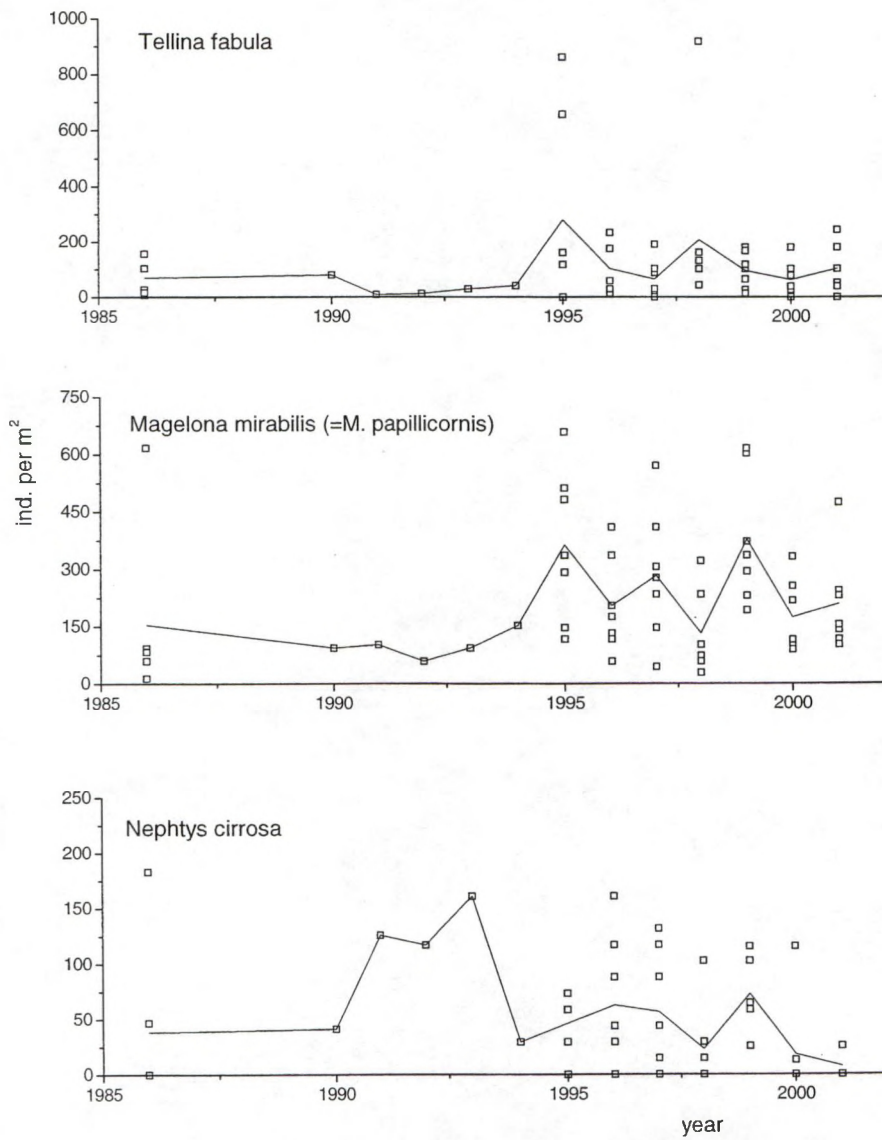 Tellina fabula
1000
800
600
400
200
0
1985 1990 1995 2000
Magelona mirabilis (=M. papillicornis)
750
600
450
300
150
0
1985 1990 1995 2000
ind. per m²
Nephtys cirrosa
250
200
150
100
50
0
1985 1990 1995 2000
year